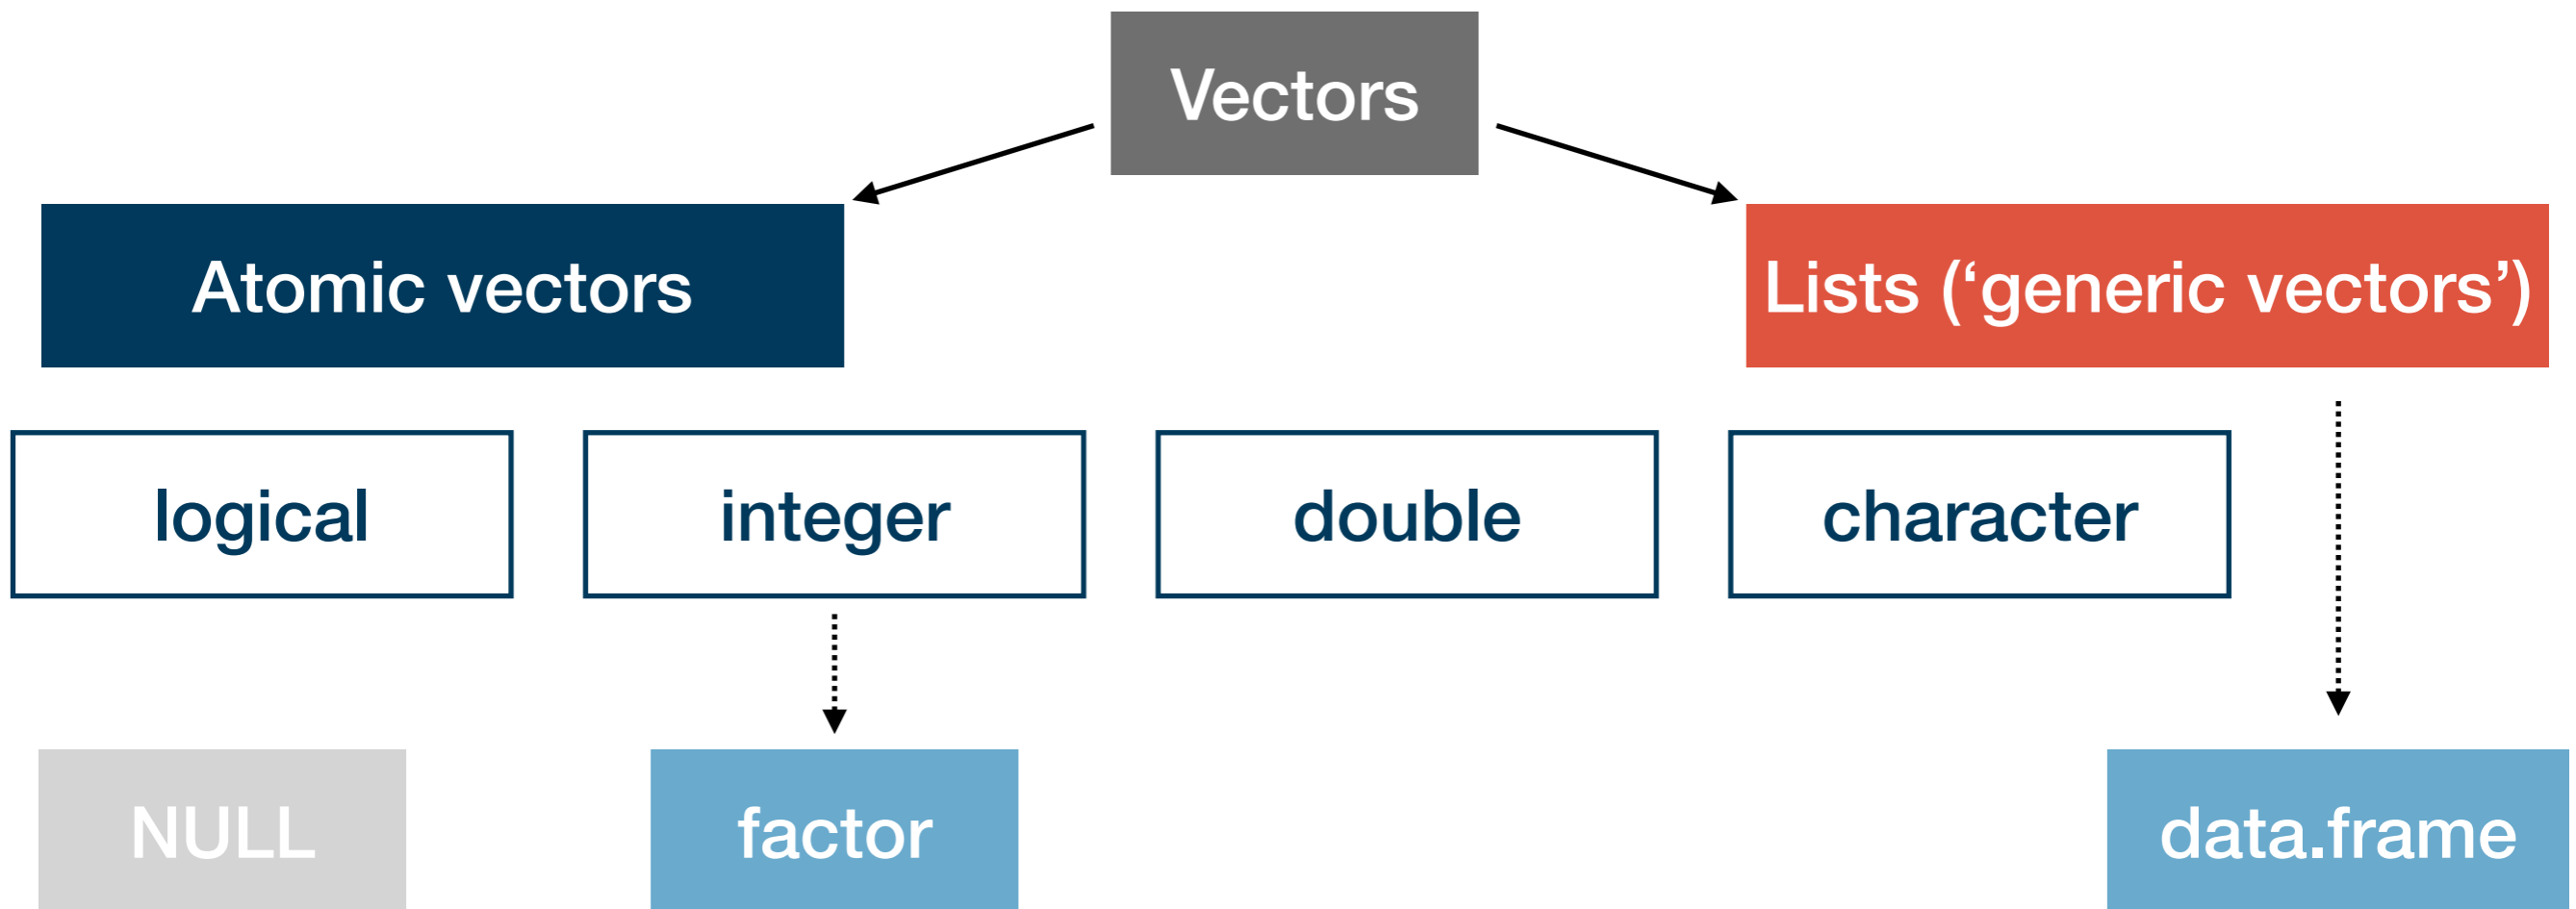 Vectors
Atomic vectors
Lists (‘generic vectors’)
logical
integer
double
character
NULL
factor
data.frame